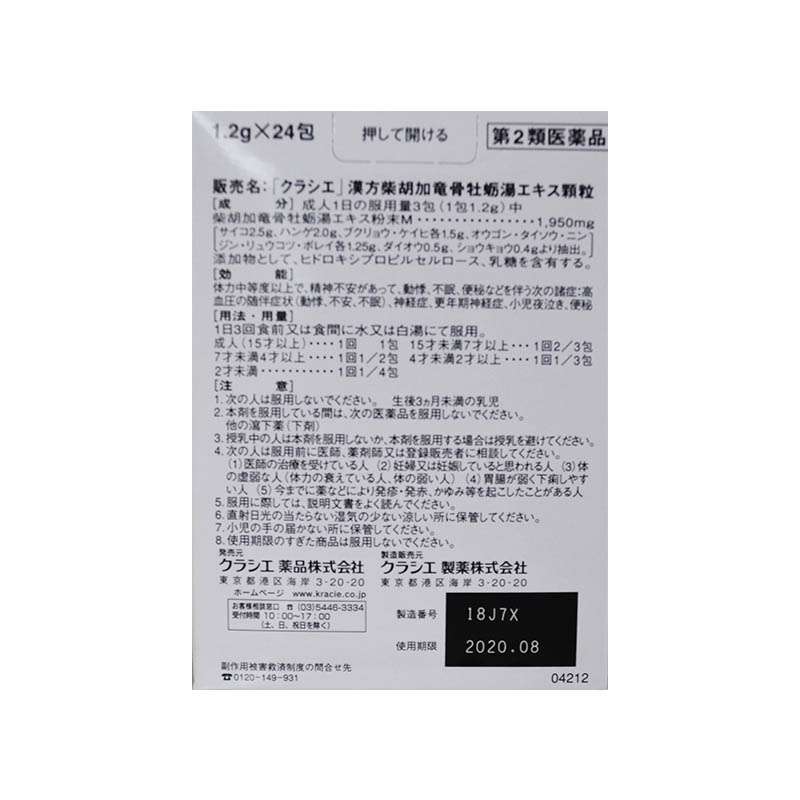 1.2g×24包
押して開ける
第2類医薬品
販売名:「クラシエ」漢方柴胡加竜骨牡蛎湯エキス顆粒
[成　分] 成人1日の服用量3包(1包1.2g)中
柴胡加竜骨牡蛎湯エキス粉末M・・・・・・・・・・・・・・・・・・1,950mg
[サイコ2.5g、ハンゲ2.0g、ブクリョウ・ケイヒ各1.5g、オウゴン・タイソウ・ニン
ジン・リュウコツ・ボレイ各1.25g、ダイオウ0.5g、ショウキョウ0.4gより抽出。]
添加物として、ヒドロキシプロピルセルロース、乳糖を含有する。
[効　能]
体力中等度以上で、精神不安があって、動悸、不眠、便秘などを伴う次の諸症:高
血圧の随伴症状(動悸、不安、不眠)、神経症、更年期神経症、小児夜泣き、便秘
[用法・用量]
1日3回食前又は食間に水又は白湯にて服用。
成人(15才以上)・・・・1回　1包　15才未満7才以上・・・1回2/3包
7才未満4才以上・・・・1回1/2包　4才未満2才以上・・・・1回1/3包
2才未満・・・・・・・・・・・1回1/4包
[注　意]
1.次の人は服用しないでください。　生後3ヵ月未満の乳児
2.本剤を服用している間は、次の医薬品を服用しないでください。
他の瀉下薬(下剤)
3.授乳中の人は本剤を服用しないか、本剤を服用する場合は授乳を避けてください。
4.次の人は服用前に医師、薬剤師又は登録販売者に相談してください。
(1)医師の治療を受けている人 (2)妊婦又は妊娠していると思われる人 (3)体
の虚弱な人(体力の衰えている人、体の弱い人) (4)胃腸が弱く下痢しやす
い人 (5)今までに薬などにより発疹・発赤、かゆみ等を起こしたことがある人
5.服用に際しては、説明文書をよく読んでください。
6.直射日光の当たらない湿気の少ない涼しい所に保管してください。
7.小児の手の届かない所に保管してください。
8.使用期限のすぎた商品は服用しないでください。
発売元
クラシエ 薬品株式会社
東京都港区海岸 3-20-20
ホームページ www.kracie.co.jp
お客様相談窓口 ☎(03)5446-3334
受付時間 10:00〜17:00
(土、日、祝日を除く)
製造販売元
クラシエ 製薬株式会社
東京都港区海岸 3-20-20
製造番号 18J7X
使用期限 2020.08
副作用被害救済制度の問合せ先
☎0120-149-931
04212